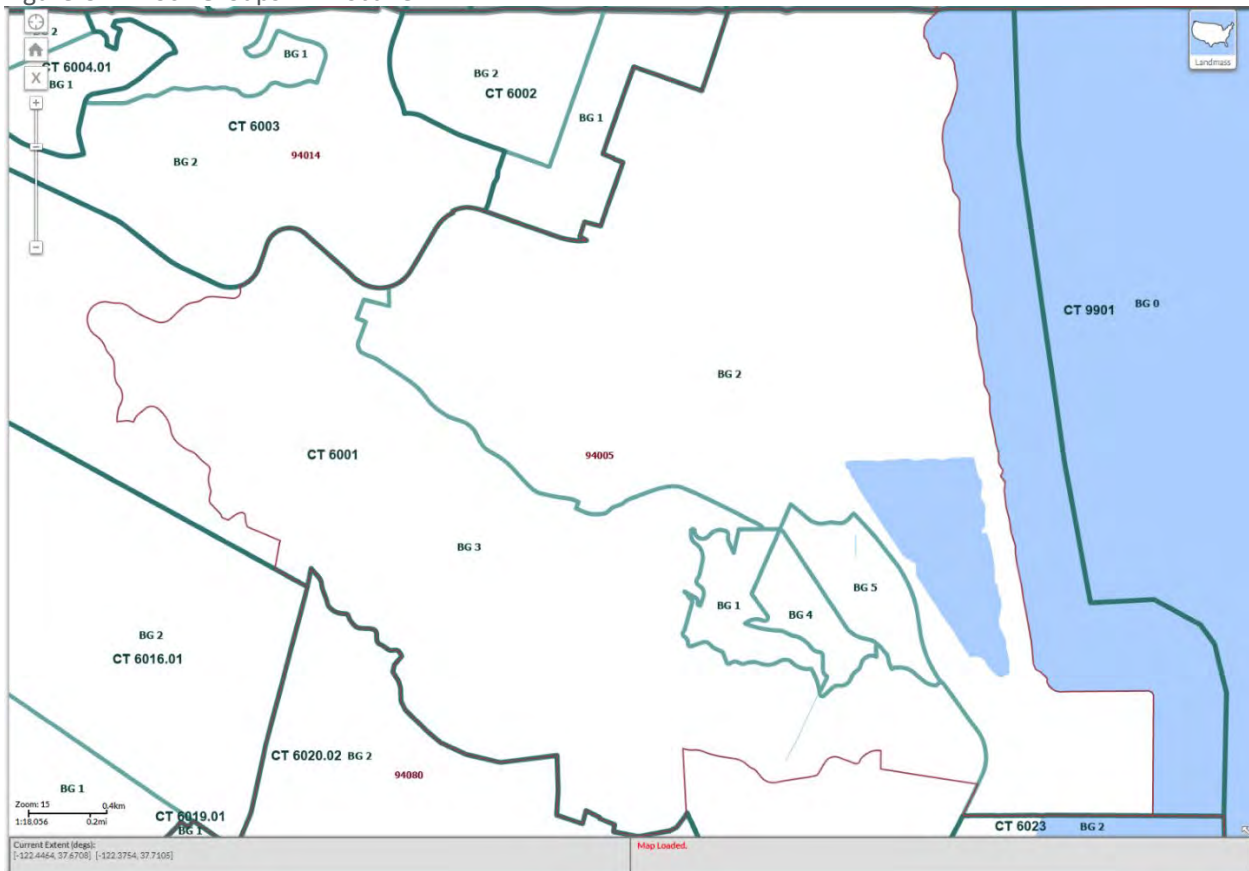 BG 2
CT 6004.01
BG 1
X
+
BG 1
BG 2
CT 6002
BG 1
CT 6003
94014
BG 2
Landmass
CT 9901
BG 0
BG 2
CT 6001
94005
BG 3
BG 5
BG 1
BG 4
BG 2
CT 6016.01
CT 6020.02
BG 2
94080
BG 1
Zoom: 15
0.4km
1:18,056
0.2mi
CT 6019.01
BG 1
CT 6023
BG 2
Current Extent (degs):
[-122.4464, 37.6708] [-122.3754, 37.7105]
Map Loaded.